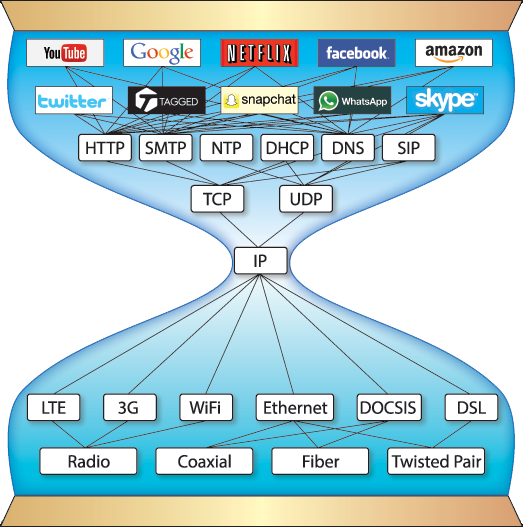 YouTube Google NETFLIX facebook amazon
twitter TAGGED snapchat WhatsApp skype
HTTP SMTP NTP DHCP DNS SIP
TCP UDP
IP
LTE 3G WiFi Ethernet DOCSIS DSL
Radio Coaxial Fiber Twisted Pair